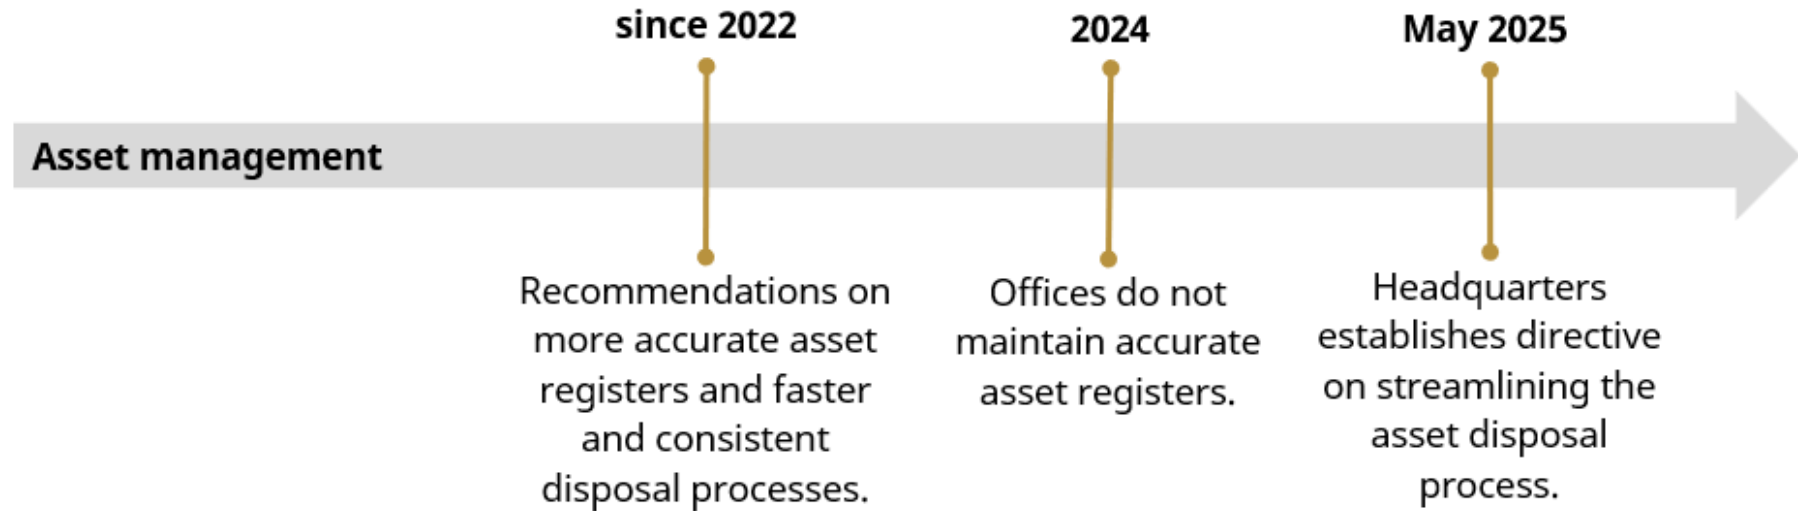 since 2022
2024
May 2025
Asset management
Recommendations on
more accurate asset
registers and faster
and consistent
disposal processes.
Offices do not
maintain accurate
asset registers.
Headquarters
establishes directive
on streamlining the
asset disposal
process.